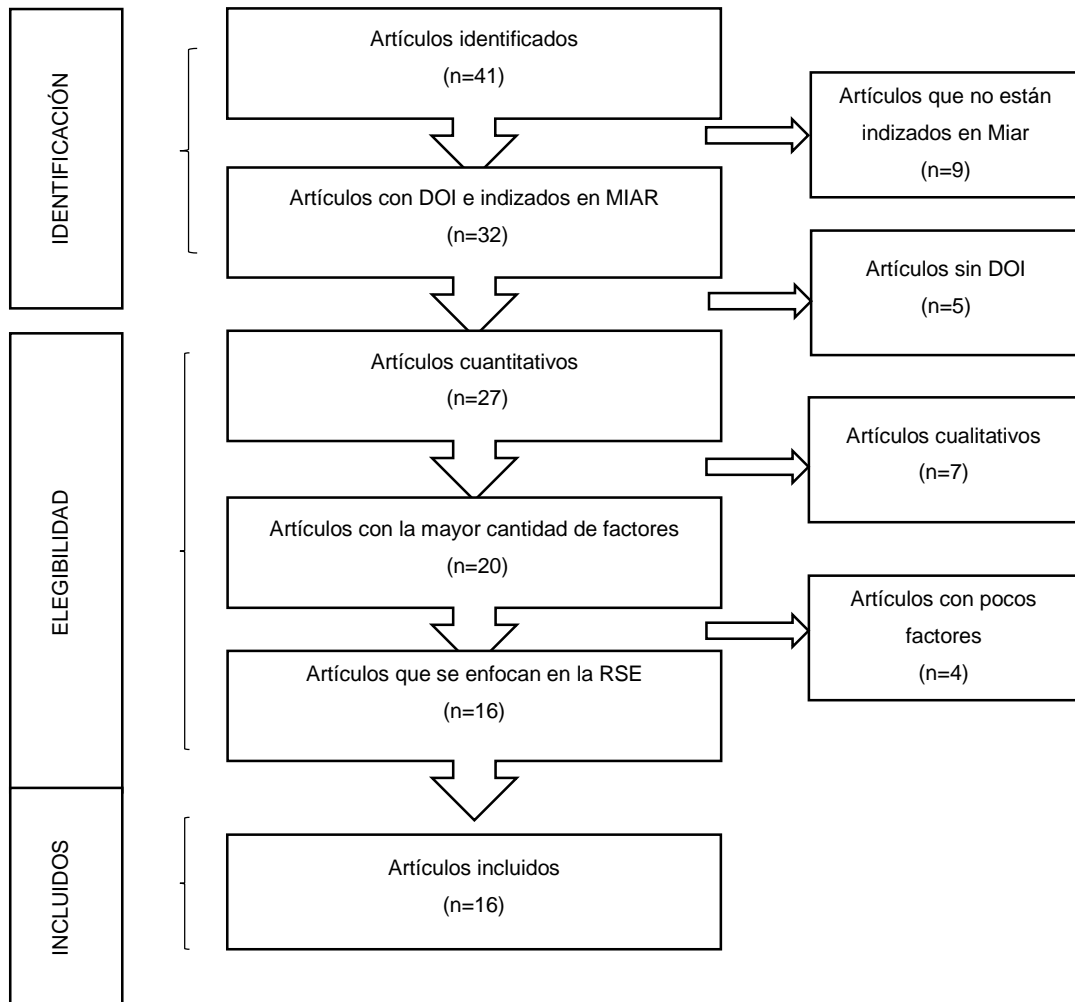 IDENTIFICACIÓN
Artículos identificados
(n=41)
Artículos que no están
indizados en Miar
(n=9)
Artículos con DOI e indizados en MIAR
(n=32)
Artículos sin DOI
(n=5)
ELEGIBILIDAD
Artículos cuantitativos
(n=27)
Artículos cualitativos
(n=7)
Artículos con la mayor cantidad de factores
(n=20)
Artículos con pocos
factores
(n=4)
Artículos que se enfocan en la RSE
(n=16)
INCLUIDOS
Artículos incluidos
(n=16)